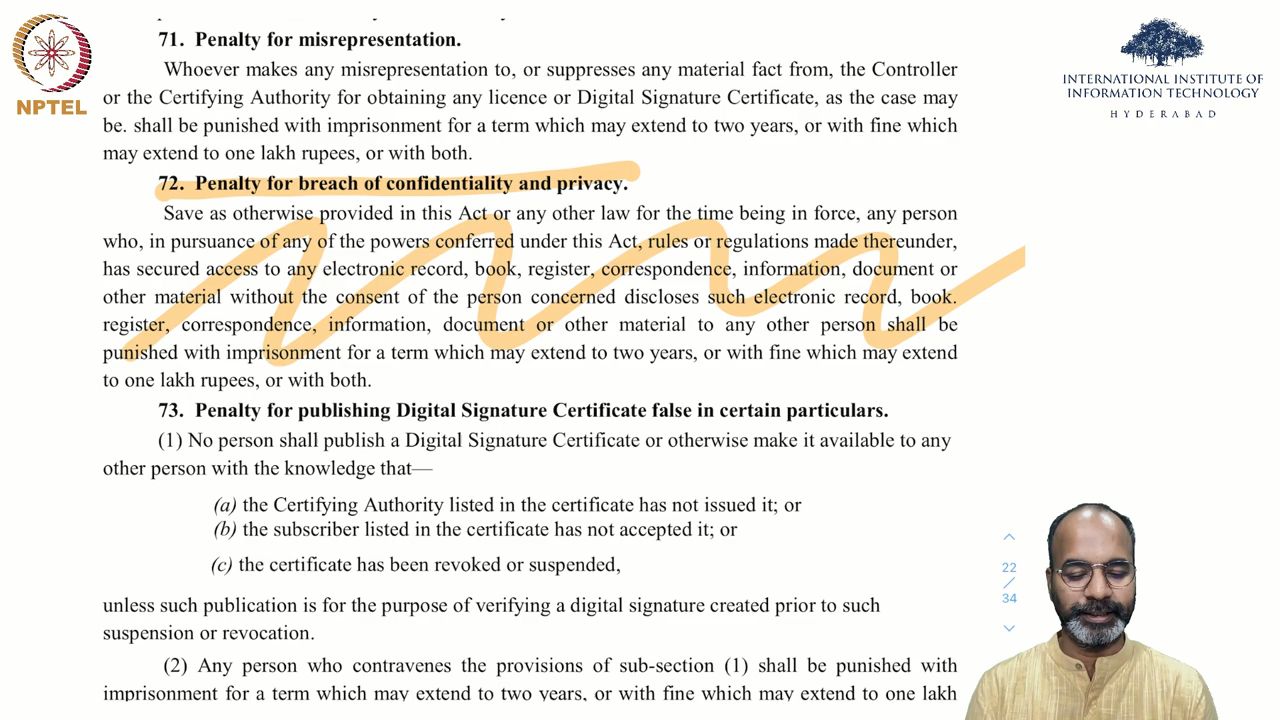 71. Penalty for misrepresentation.
Whoever makes any misrepresentation to, or suppresses any material fact from, the Controller
or the Certifying Authority for obtaining any licence or Digital Signature Certificate, as the case may
be. shall be punished with imprisonment for a term which may extend to two years, or with fine which
may extend to one lakh rupees, or with both.
72. Penalty for breach of confidentiality and privacy.
Save as otherwise provided in this Act or any other law for the time being in force, any person
who, in pursuance of any of the powers conferred under this Act, rules or regulations made thereunder,
has secured access to any electronic record, book, register, correspondence, information, document or
other material without the consent of the person concerned discloses such electronic record, book.
register, correspondence, information, document or other material to any other person shall be
punished with imprisonment for a term which may extend to two years, or with fine which may extend
to one lakh rupees, or with both.
73. Penalty for publishing Digital Signature Certificate false in certain particulars.
(1) No person shall publish a Digital Signature Certificate or otherwise make it available to any
other person with the knowledge that—
(a) the Certifying Authority listed in the certificate has not issued it; or
(b) the subscriber listed in the certificate has not accepted it; or
(c) the certificate has been revoked or suspended,
unless such publication is for the purpose of verifying a digital signature created prior to such
suspension or revocation.
(2) Any person who contravenes the provisions of sub-section (1) shall be punished with
imprisonment for a term which may extend to two years, or with fine which may extend to one lakh
NPTEL
INTERNATIONAL INSTITUTE OF
INFORMATION TECHNOLOGY
HYDERABAD
22
/
34